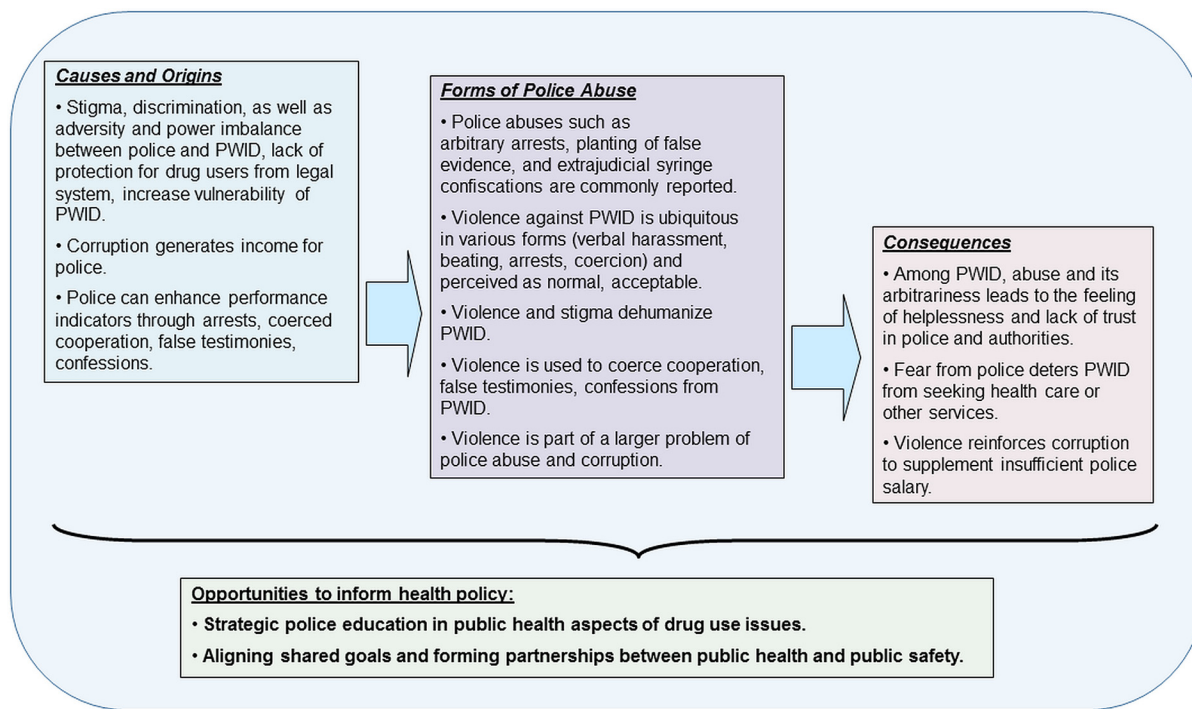 Causes and Origins
• Stigma, discrimination, as well as
adversity and power imbalance
between police and PWID, lack of
protection for drug users from legal
system, increase vulnerability of
PWID.
• Corruption generates income for
police.
• Police can enhance performance
indicators through arrests, coerced
cooperation, false testimonies,
confessions.
Forms of Police Abuse
• Police abuses such as
arbitrary arrests, planting of false
evidence, and extrajudicial syringe
confiscations are commonly reported.
• Violence against PWID is ubiquitous
in various forms (verbal harassment,
beating, arrests, coercion) and
perceived as normal, acceptable.
• Violence and stigma dehumanize
PWID.
• Violence is used to coerce cooperation,
false testimonies, confessions from
PWID.
• Violence is part of a larger problem of
police abuse and corruption.
Consequences
• Among PWID, abuse and its
arbitrariness leads to the feeling
of helplessness and lack of trust
in police and authorities.
• Fear from police deters PWID
from seeking health care or
other services.
• Violence reinforces corruption
to supplement insufficient police
salary.
Opportunities to inform health policy:
• Strategic police education in public health aspects of drug use issues.
• Aligning shared goals and forming partnerships between public health and public safety.